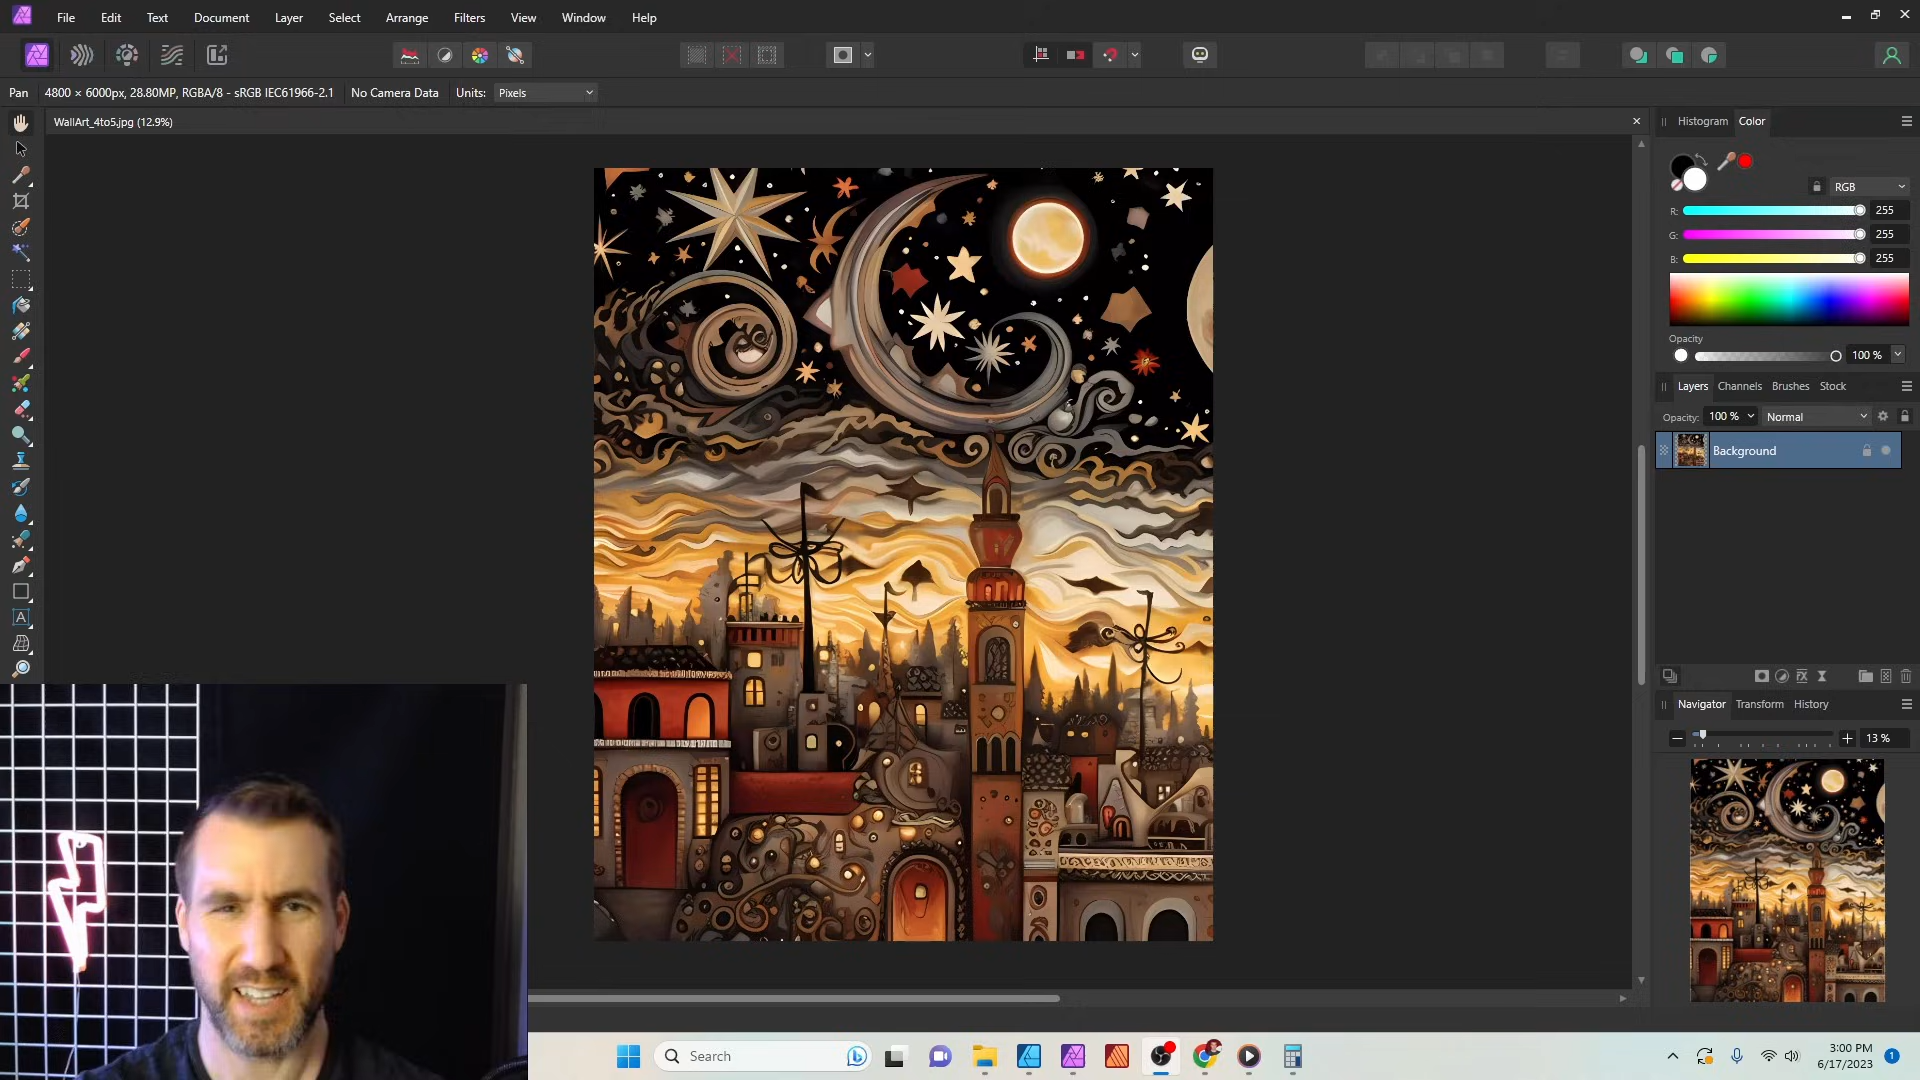 File Edit Text Document Layer Select Arrange Filters View Window Help
Pan 4800 × 6000px, 28.80MP, RGBA/8 - sRGB IEC61966-2.1 No Camera Data Units: Pixels
WallArt_4to5.jpg (12.9%)
Histogram Color
RGB
R: 255
G: 255
B: 255
Opacity
100 %
Layers Channels Brushes Stock
Opacity: 100 % Normal
Background
Navigator Transform History
13 %
Search
3:00 PM
6/17/2023
1